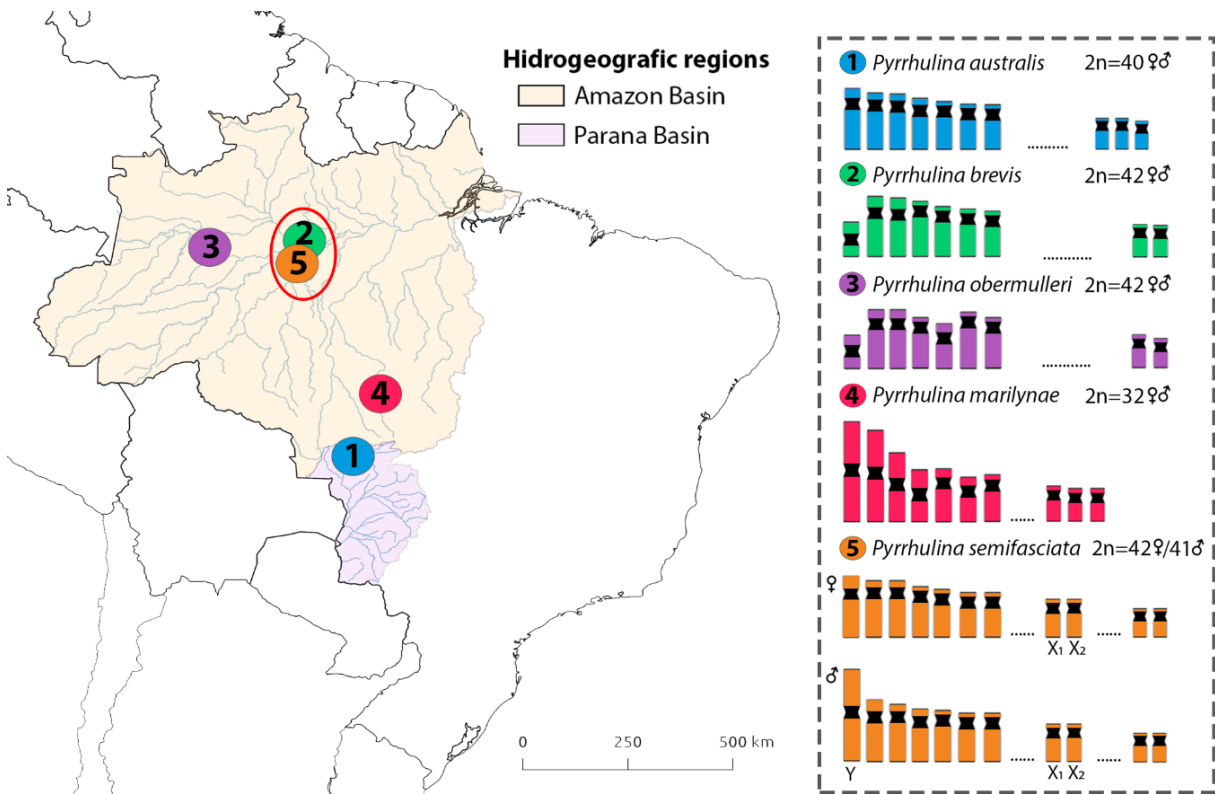 Hidrogeografic regions
Amazon Basin
Parana Basin
3
2
5
4
1
0 250 500 km
1 Pyrrhulina australis 2n=40♀♂
..........
2 Pyrrhulina brevis 2n=42♀♂
............
3 Pyrrhulina obermulleri 2n=42♀♂
............
4 Pyrrhulina marilynae 2n=32♀♂
......
5 Pyrrhulina semifasciata 2n=42♀/41♂
♀
...... ......
X1 X2
♂
...... ......
Y X1 X2